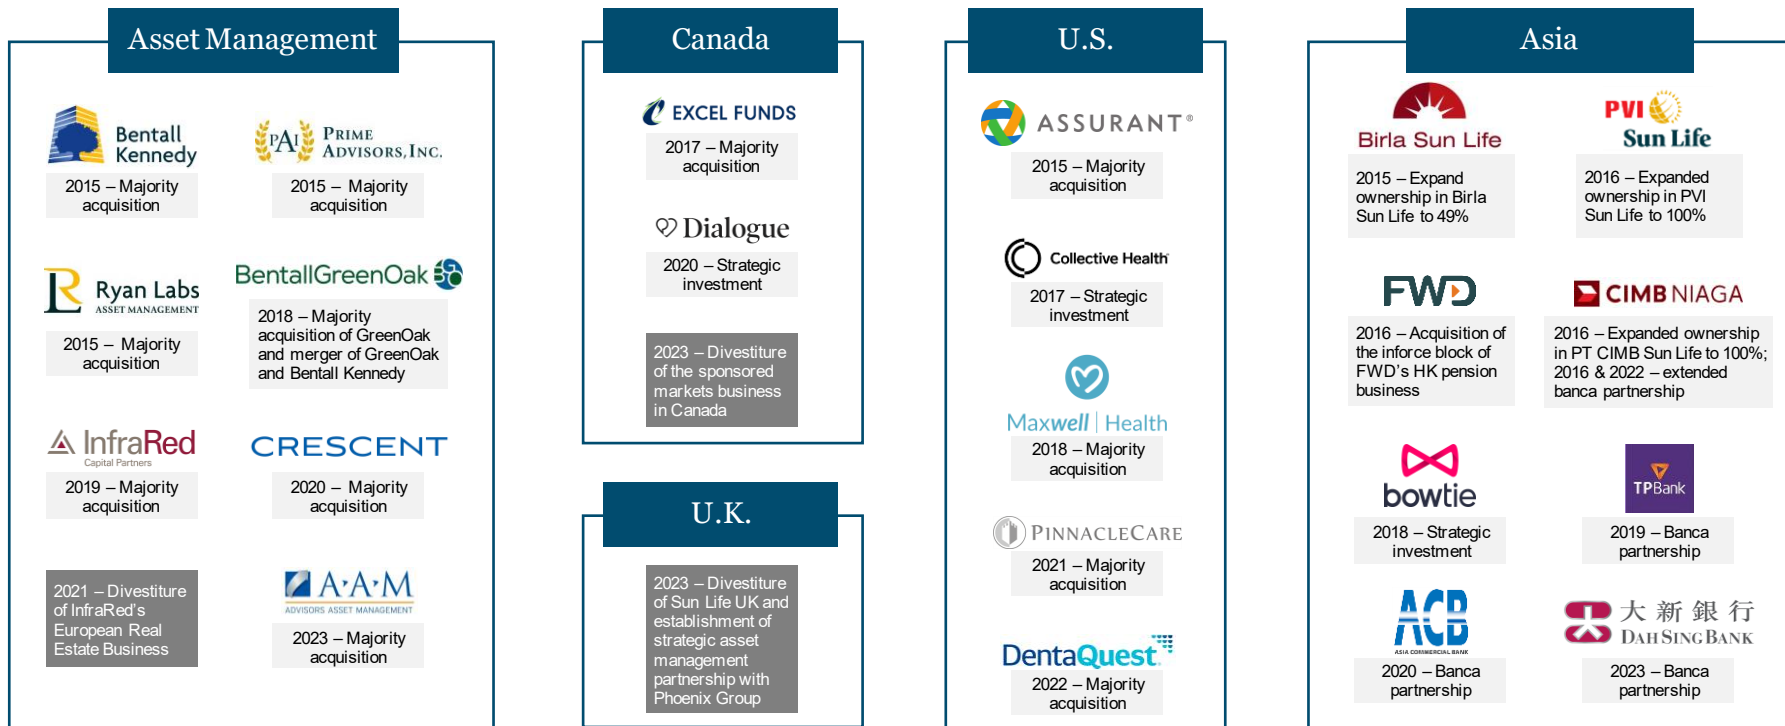 Asset Management
Bentall
Kennedy
2015 – Majority
acquisition
PAI
PRIME
ADVISORS, INC.
2015 – Majority
acquisition
Ryan Labs
ASSET MANAGEMENT
2015 – Majority
acquisition
BentallGreenOak
2018 – Majority
acquisition of GreenOak
and merger of GreenOak
and Bentall Kennedy
InfraRed
Capital Partners
2019 – Majority
acquisition
CRESCENT
2020 – Majority
acquisition
2021 – Divestiture
of InfraRed's
European Real
Estate Business
A·A·M
ADVISORS ASSET MANAGEMENT
2023 – Majority
acquisition
Canada
EXCEL FUNDS
2017 – Majority
acquisition
Dialogue
2020 – Strategic
investment
2023 – Divestiture
of the sponsored
markets business
in Canada
U.K.
2023 – Divestiture
of Sun Life UK and
establishment of
strategic asset
management
partnership with
Phoenix Group
U.S.
ASSURANT®
2015 – Majority
acquisition
Collective Health
2017 – Strategic
investment
Maxwell | Health
2018 – Majority
acquisition
PINNACLECARE
2021 – Majority
acquisition
DentaQuest
2022 – Majority
acquisition
Asia
Birla Sun Life
2015 – Expand
ownership in Birla
Sun Life to 49%
PVI
Sun Life
2016 – Expanded
ownership in PVI
Sun Life to 100%
FWD
2016 – Acquisition of
the inforce block of
FWD's HK pension
business
CIMB NIAGA
2016 – Expanded ownership
in PT CIMB Sun Life to 100%;
2016 & 2022 – extended
banca partnership
bowtie
2018 – Strategic
investment
TPBank
2019 – Banca
partnership
ACB
ASIA COMMERCIAL BANK
2020 – Banca
partnership
大新銀行
DAH SING BANK
2023 – Banca
partnership